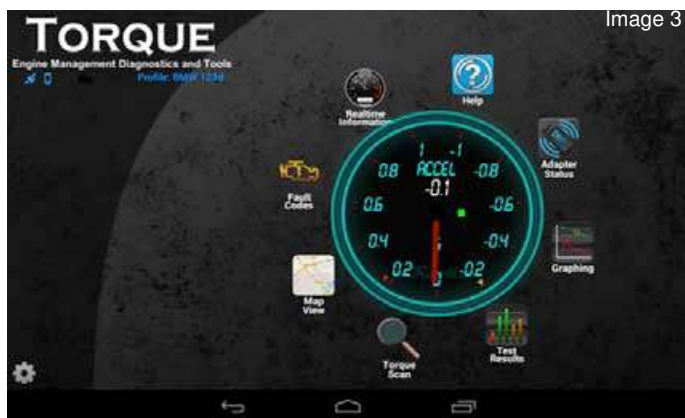 Image 3
TORQUE
Engine Management Diagnostics and Tools
Profile: BMW 123d
Help
Realtime
Information
Adapter
Status
Fault
Codes
Graphing
Map
View
Test
Results
Torque
Scan
1 -1
0.8 ACCEL -0.8
-0.1
0.6 -0.6
0.4 -0.4
0.2 -0.2
0